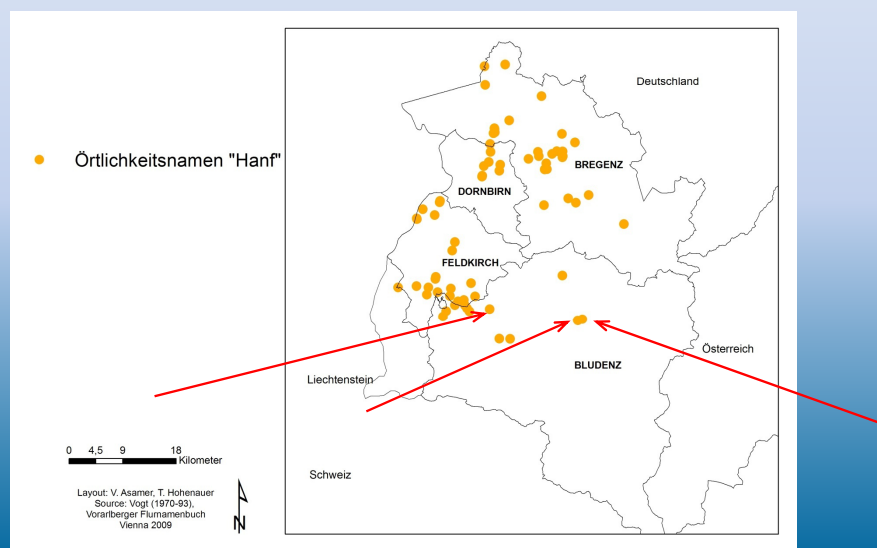 Örtlichkeitsnamen "Hanf"
Deutschland
BREGENZ
DORNBIRN
FELDKIRCH
Österreich
BLUDENZ
Liechtenstein
Schweiz
0 4,5 9 18
Kilometer
Layout: V. Asamer, T. Hohenauer
Source: Vogt (1970-93),
Vorarlberger Flurnamenbuch
Vienna 2009
N